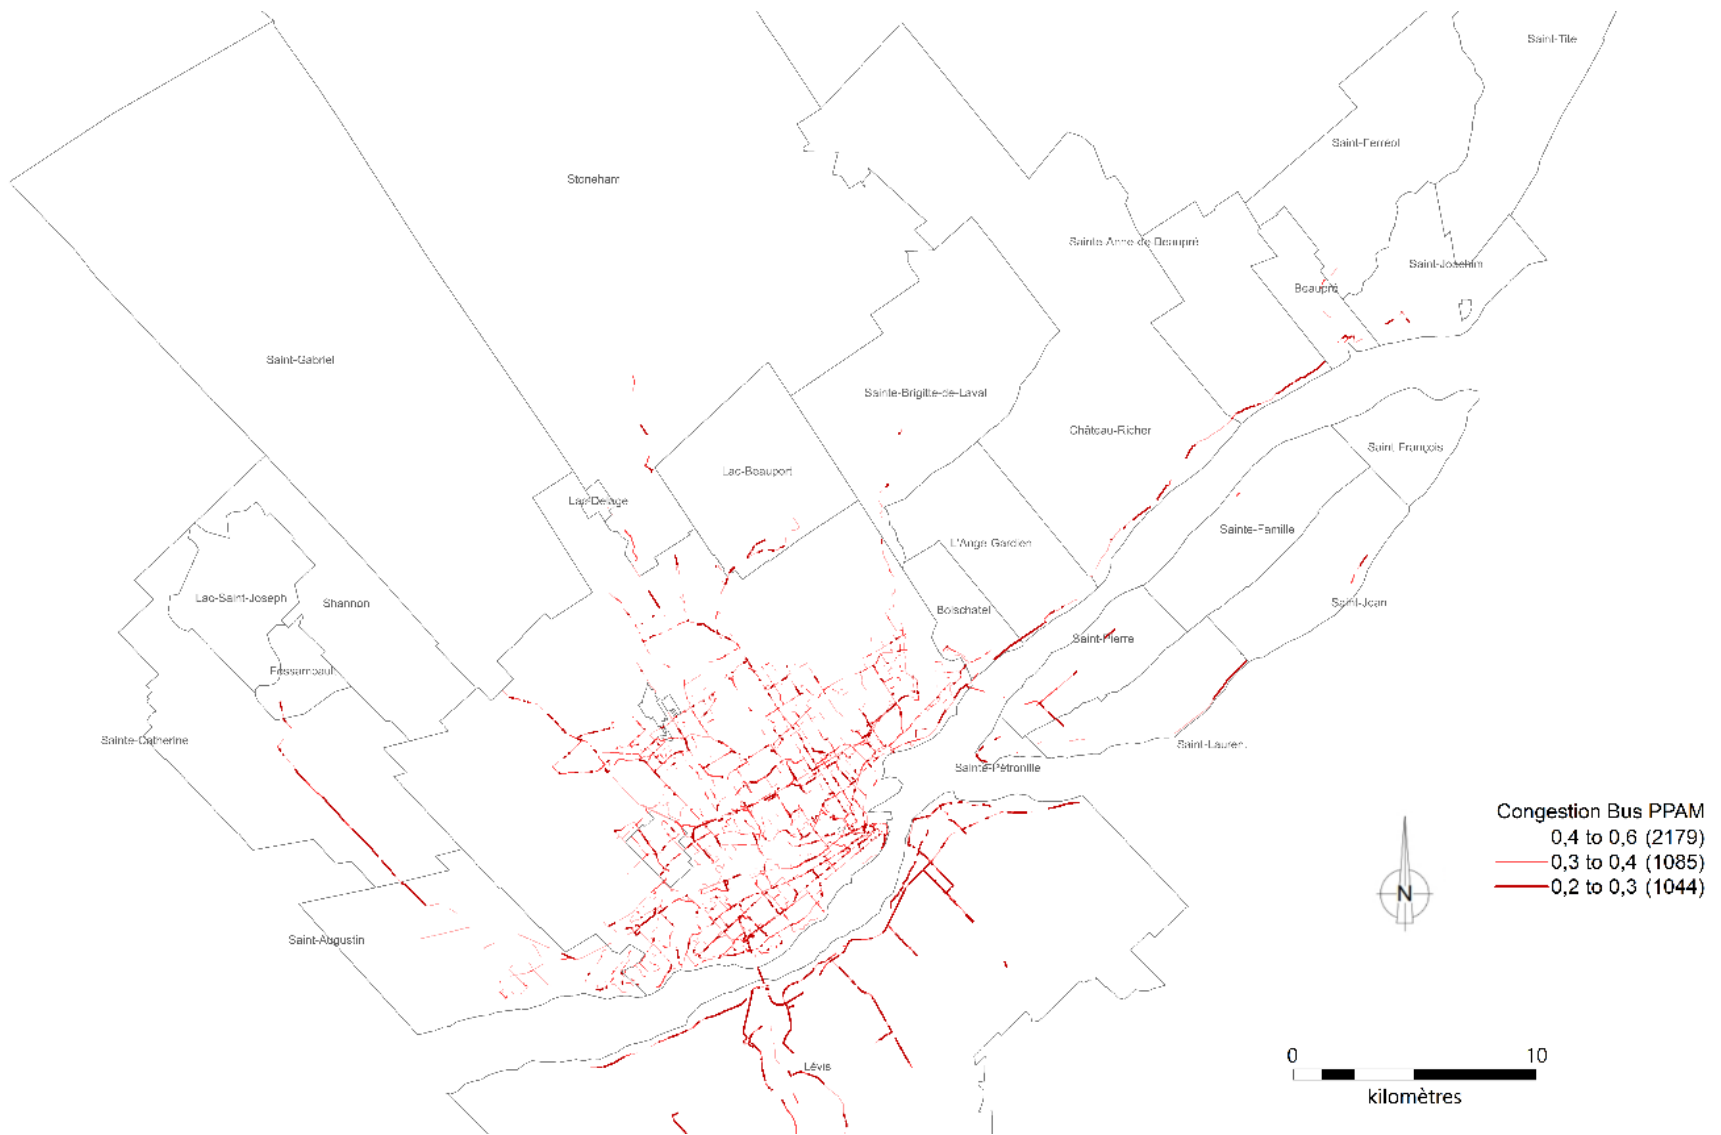 Saint-Tite
Saint-Ferréol
Stoneham
Sainte-Anne-de-Beaupré
Saint-Joachim
Beaupré
Saint-Gabriel
Sainte-Brigitte-de-Laval
Château-Richer
Saint-François
Lac-Beauport
Lac-Delage
Sainte-Famille
L'Ange-Gardien
Lac-Saint-Joseph
Shannon
Saint-Jean
Boischatel
Saint-Pierre
Fossambault
Sainte-Catherine
Saint-Laurent
Sainte-Pétronille
Congestion Bus PPAM
0,4 to 0,6 (2179)
0,3 to 0,4 (1085)
0,2 to 0,3 (1044)
N
Saint-Augustin
0 10
kilomètres
Lévis